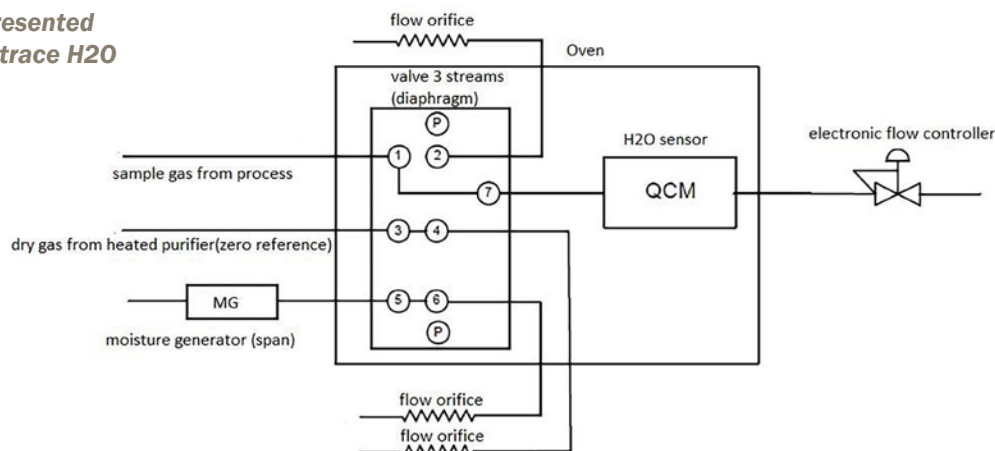 resented
trace H2O
flow orifice
Oven
valve 3 streams
(diaphragm)
P
H2O sensor
electronic flow controller
1
2
sample gas from process
7
QCM
3
4
dry gas from heated purifier(zero reference)
MG
5
6
moisture generator (span)
P
flow orifice
flow orifice